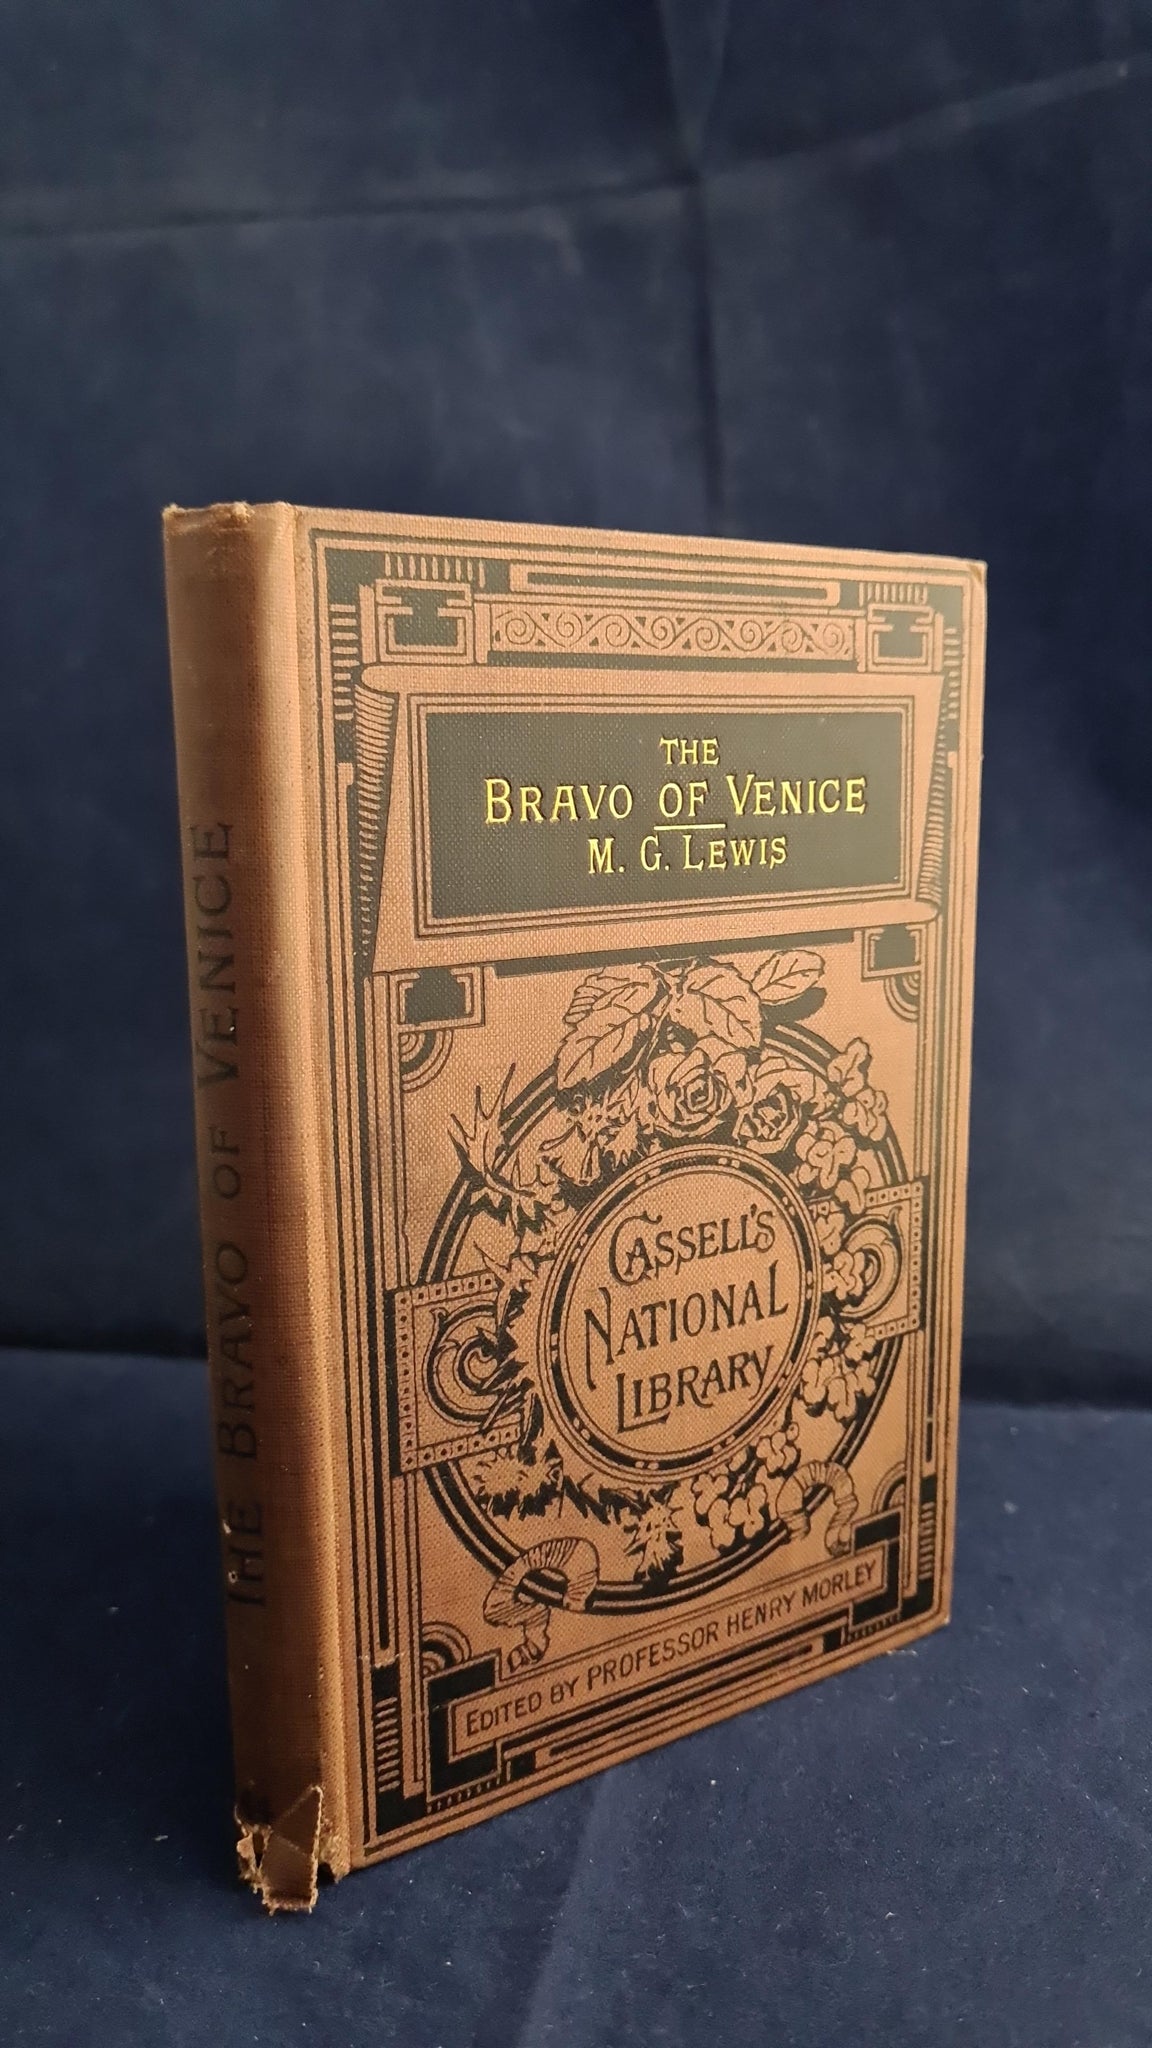 THE
BRAVO OF VENICE
M. G. LEWIS
CASSELL'S
NATIONAL
LIBRARY
EDITED BY PROFESSOR HENRY MORLEY
THE BRAVO OF VENICE